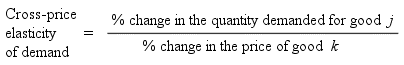 Cross-price
elasticity
of demand
=
% change in the quantity demanded for good j
% change in the price of good k